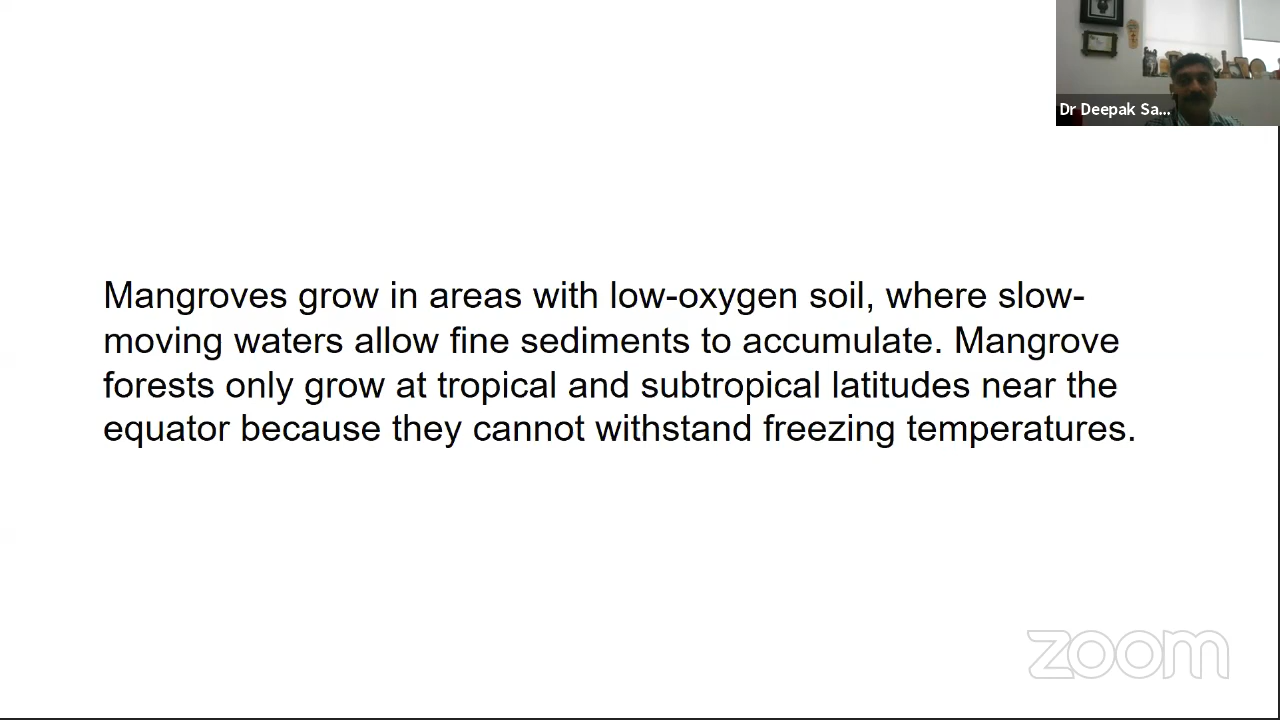 Dr Deepak Sa...
Mangroves grow in areas with low-oxygen soil, where slow-
moving waters allow fine sediments to accumulate. Mangrove
forests only grow at tropical and subtropical latitudes near the
equator because they cannot withstand freezing temperatures.
zoom